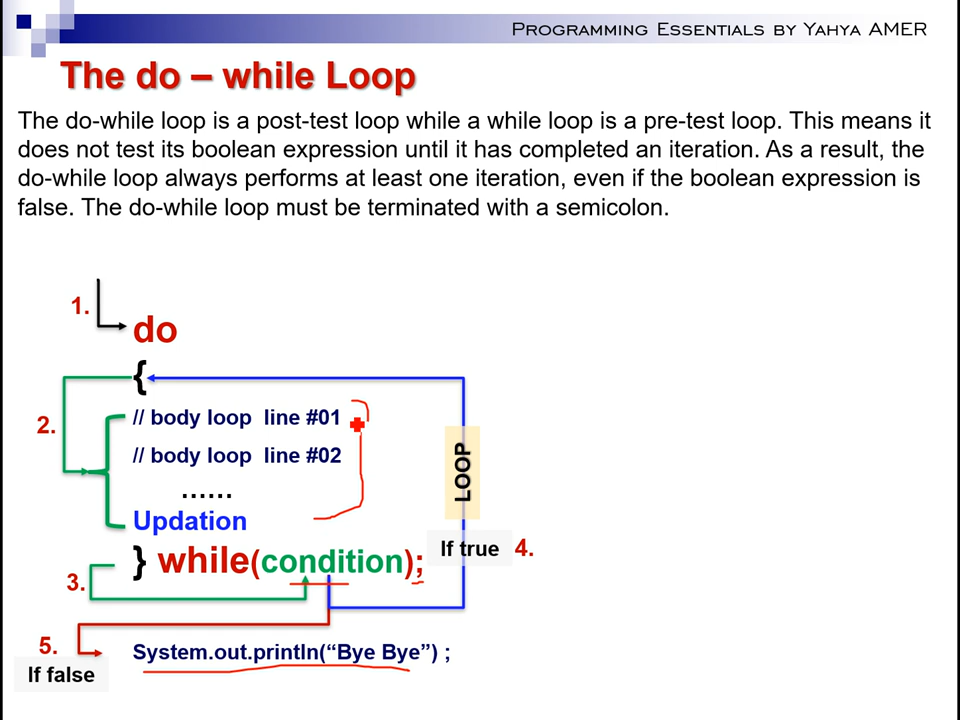 Programming Essentials by Yahya AMER
The do – while Loop
The do-while loop is a post-test loop while a while loop is a pre-test loop. This means it
does not test its boolean expression until it has completed an iteration. As a result, the
do-while loop always performs at least one iteration, even if the boolean expression is
false. The do-while loop must be terminated with a semicolon.
1.
do
{
// body loop line #01
2.
// body loop line #02
LOOP
……
Updation
If true 4.
} while(condition);
3.
5.
System.out.println(“Bye Bye”) ;
If false